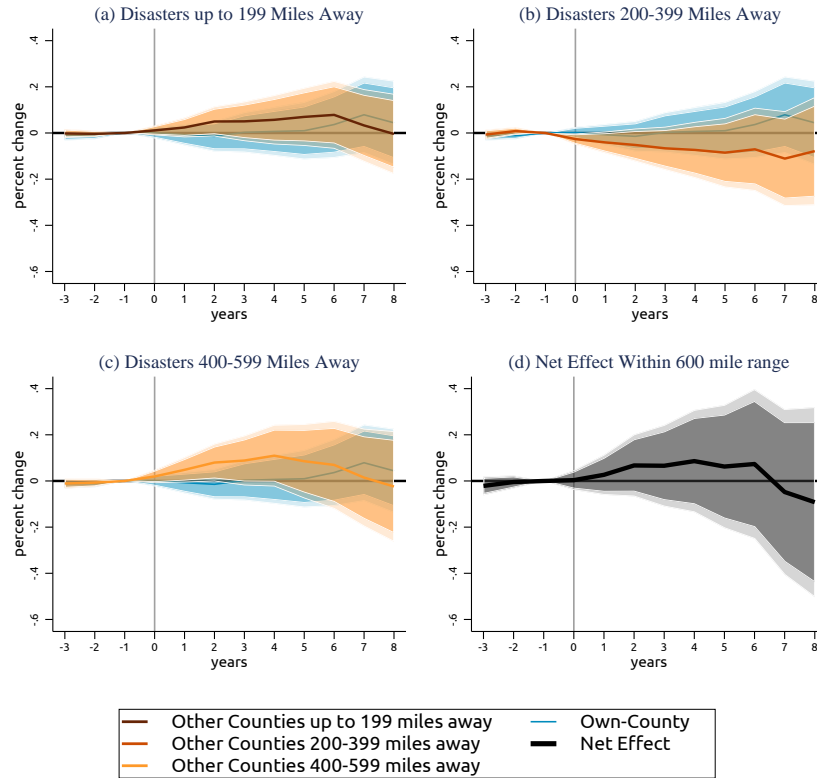 (a) Disasters up to 199 Miles Away
(b) Disasters 200-399 Miles Away
percent change
.4
.2
0
-.2
-.4
-.6
-3 -2 -1 0 1 2 3 4 5 6 7 8
years
percent change
.4
.2
0
-.2
-.4
-.6
-3 -2 -1 0 1 2 3 4 5 6 7 8
years
(c) Disasters 400-599 Miles Away
(d) Net Effect Within 600 mile range
percent change
.4
.2
0
-.2
-.4
-.6
-3 -2 -1 0 1 2 3 4 5 6 7 8
years
percent change
.4
.2
0
-.2
-.4
-.6
-3 -2 -1 0 1 2 3 4 5 6 7 8
years
Other Counties up to 199 miles away
Own-County
Other Counties 200-399 miles away
Net Effect
Other Counties 400-599 miles away